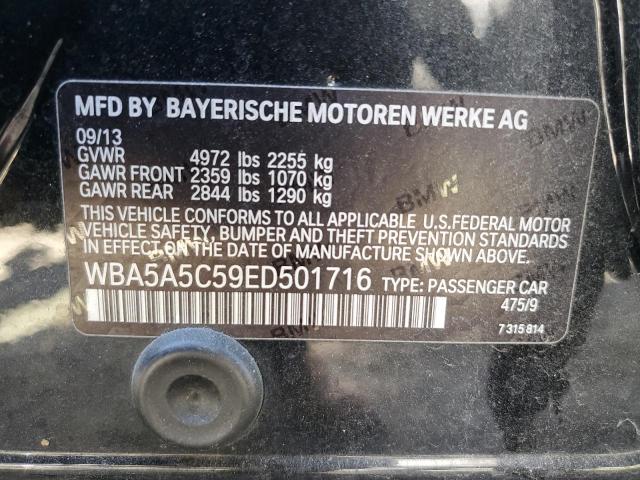 MFD BY BAYERISCHE MOTOREN WERKE AG
09/13
GVWR 4972 lbs 2255 kg
GAWR FRONT 2359 lbs 1070 kg
GAWR REAR 2844 lbs 1290 kg
THIS VEHICLE CONFORMS TO ALL APPLICABLE U.S.FEDERAL MOTOR
VEHICLE SAFETY, BUMPER AND THEFT PREVENTION STANDARDS
IN EFFECT ON THE DATE OF MANUFACTURE SHOWN ABOVE.
WBA5A5C59ED501716 TYPE: PASSENGER CAR
475/9
7 315 814
BMW